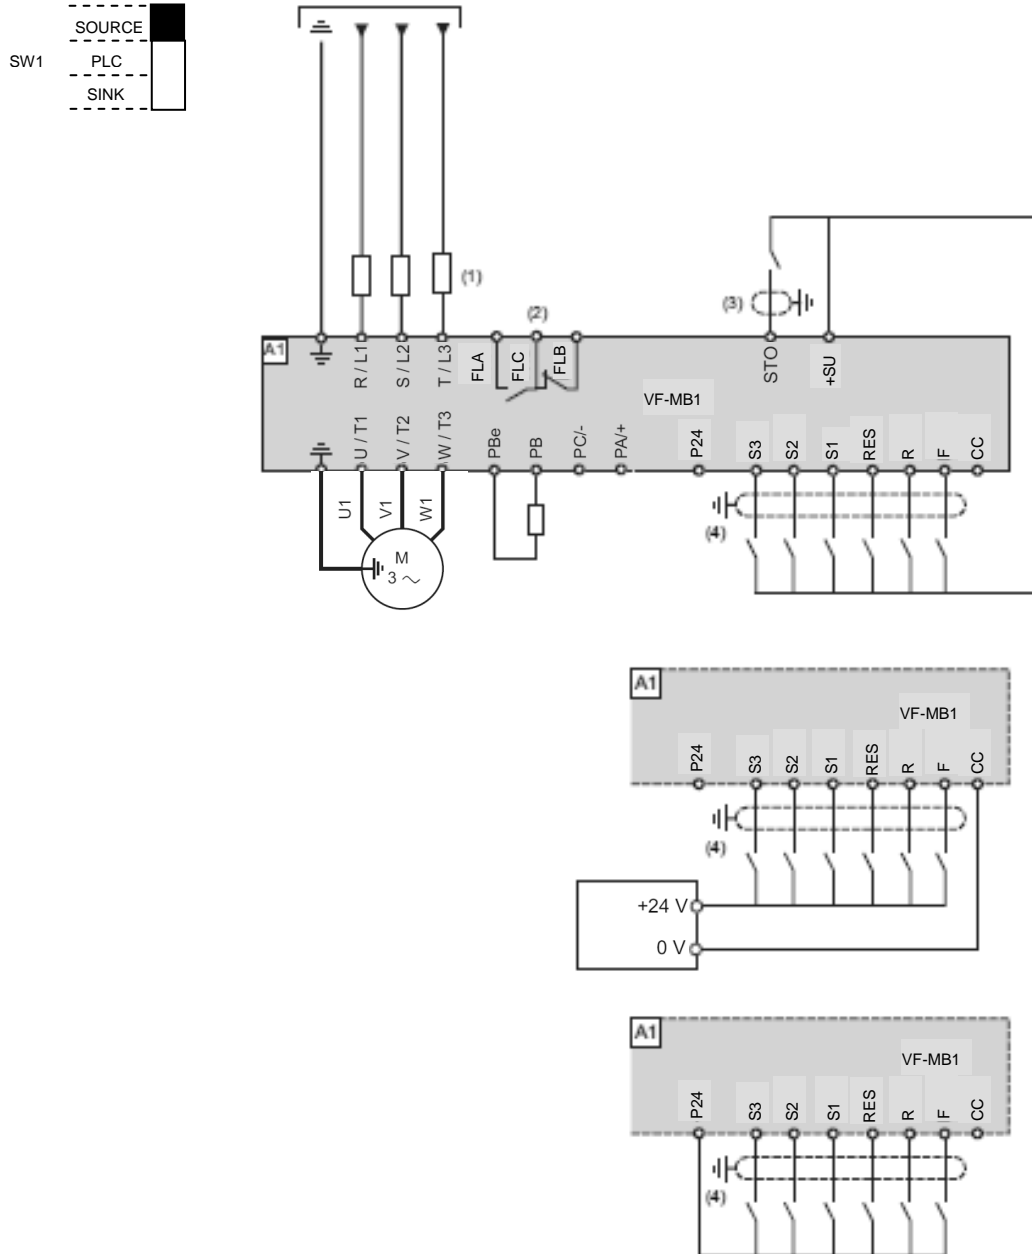 SOURCE
SW1 PLC
SINK
(1)
(2)
(3)
A1
R / L1
S / L2
T / L3
FLA
FLC
FLB
STO
+SU
VF-MB1
U / T1
V / T2
W / T3
PBe
PB
PC/-
PA/+
P24
S3
S2
S1
RES
R
F
CC
U1
V1
W1
(4)
M
3 ~
A1
VF-MB1
P24
S3
S2
S1
RES
R
F
CC
(4)
+24 V
0 V
A1
VF-MB1
P24
S3
S2
S1
RES
R
F
CC
(4)